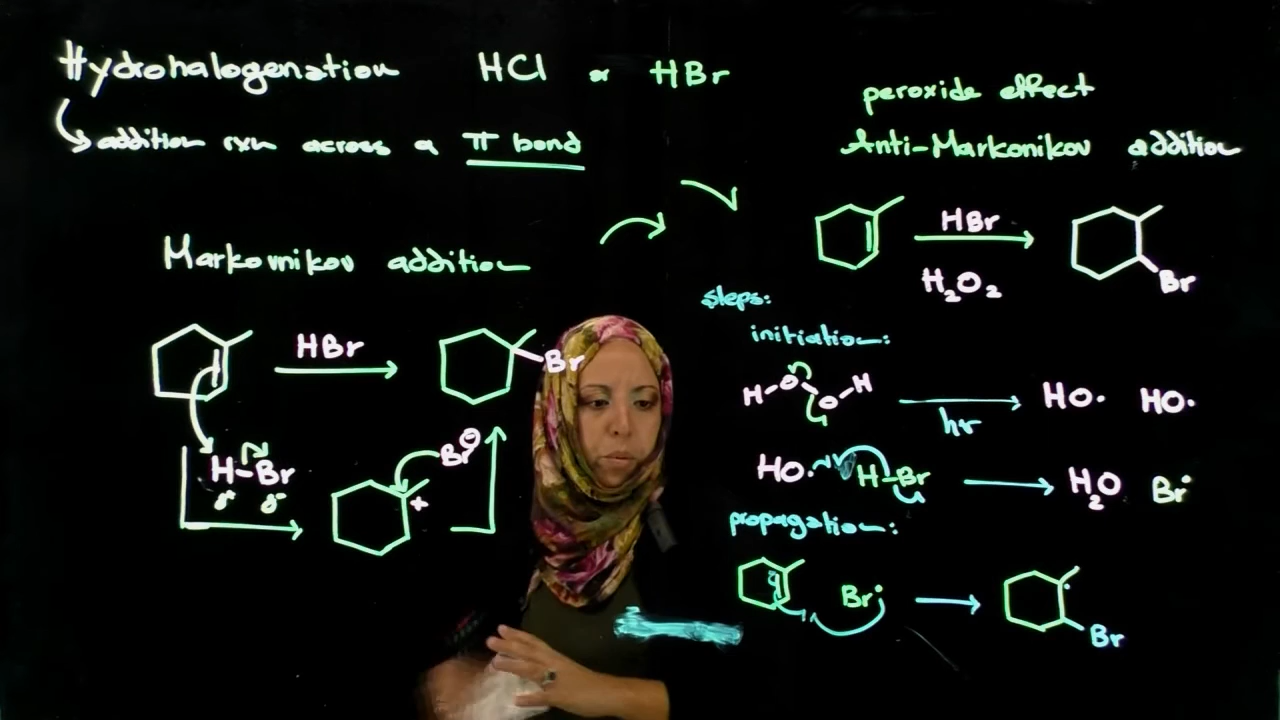 Hydrohalogenation HCl or HBr
addition rxn across a π bond
Markovnikov addition
HBr
Br
H-Br
δ+ δ-
+
Br⊖
peroxide effect
Anti-Markonikov addition
HBr
H2O2
Br
steps:
initiation:
H-O O-H
hν
HO· HO·
HO· H-Br
H2O Br·
propagation:
Br·
Br